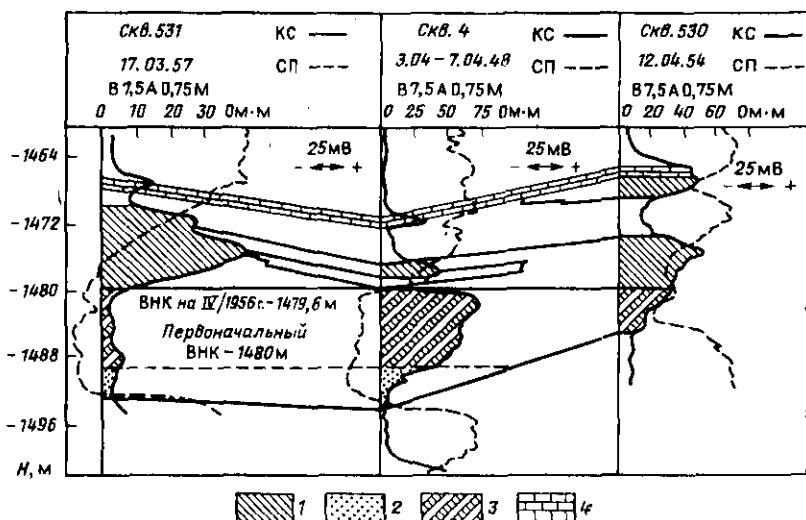 Скв. 531 КС
17.03.57 СП
В 7,5 А 0,75 М
0 10 20 30 Ом·м
Скв. 4 КС
3.04 – 7.04.48 СП
В 7,5 А 0,75 М
0 25 50 75 Ом·м
Скв. 530 КС
12.04.54 СП
В 7,5 А 0,75 М
0 20 40 60 Ом·м
25 мВ
- +
25 мВ
- +
25 мВ
- +
-1464
-1472
-1480
-1488
-1496
Н, м
ВНК на IV/1956 г. – 1479,6 м
Первоначальный
ВНК – 1480 м
1 2 3 4